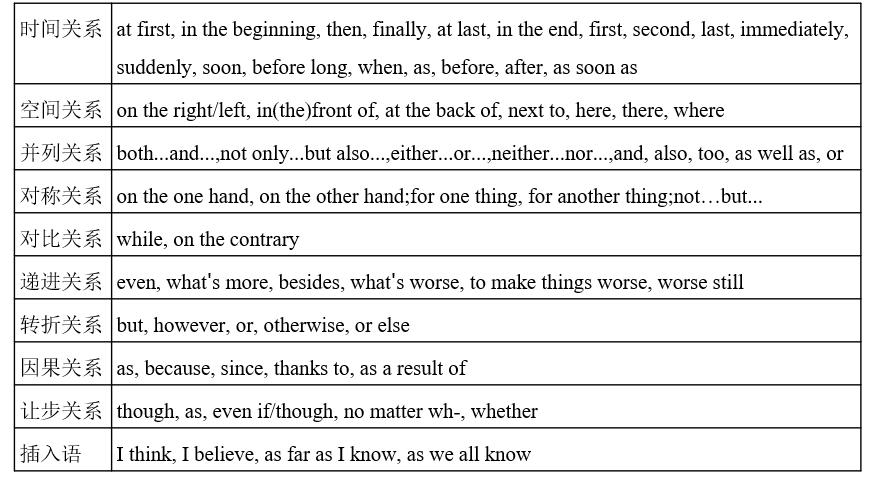 时间关系 at first, in the beginning, then, finally, at last, in the end, first, second, last, immediately,
suddenly, soon, before long, when, as, before, after, as soon as
空间关系 on the right/left, in(the)front of, at the back of, next to, here, there, where
并列关系 both...and...,not only...but also...,either...or...,neither...nor...,and, also, too, as well as, or
对称关系 on the one hand, on the other hand;for one thing, for another thing;not…but...
对比关系 while, on the contrary
递进关系 even, what's more, besides, what's worse, to make things worse, worse still
转折关系 but, however, or, otherwise, or else
因果关系 as, because, since, thanks to, as a result of
让步关系 though, as, even if/though, no matter wh-, whether
插入语 I think, I believe, as far as I know, as we all know